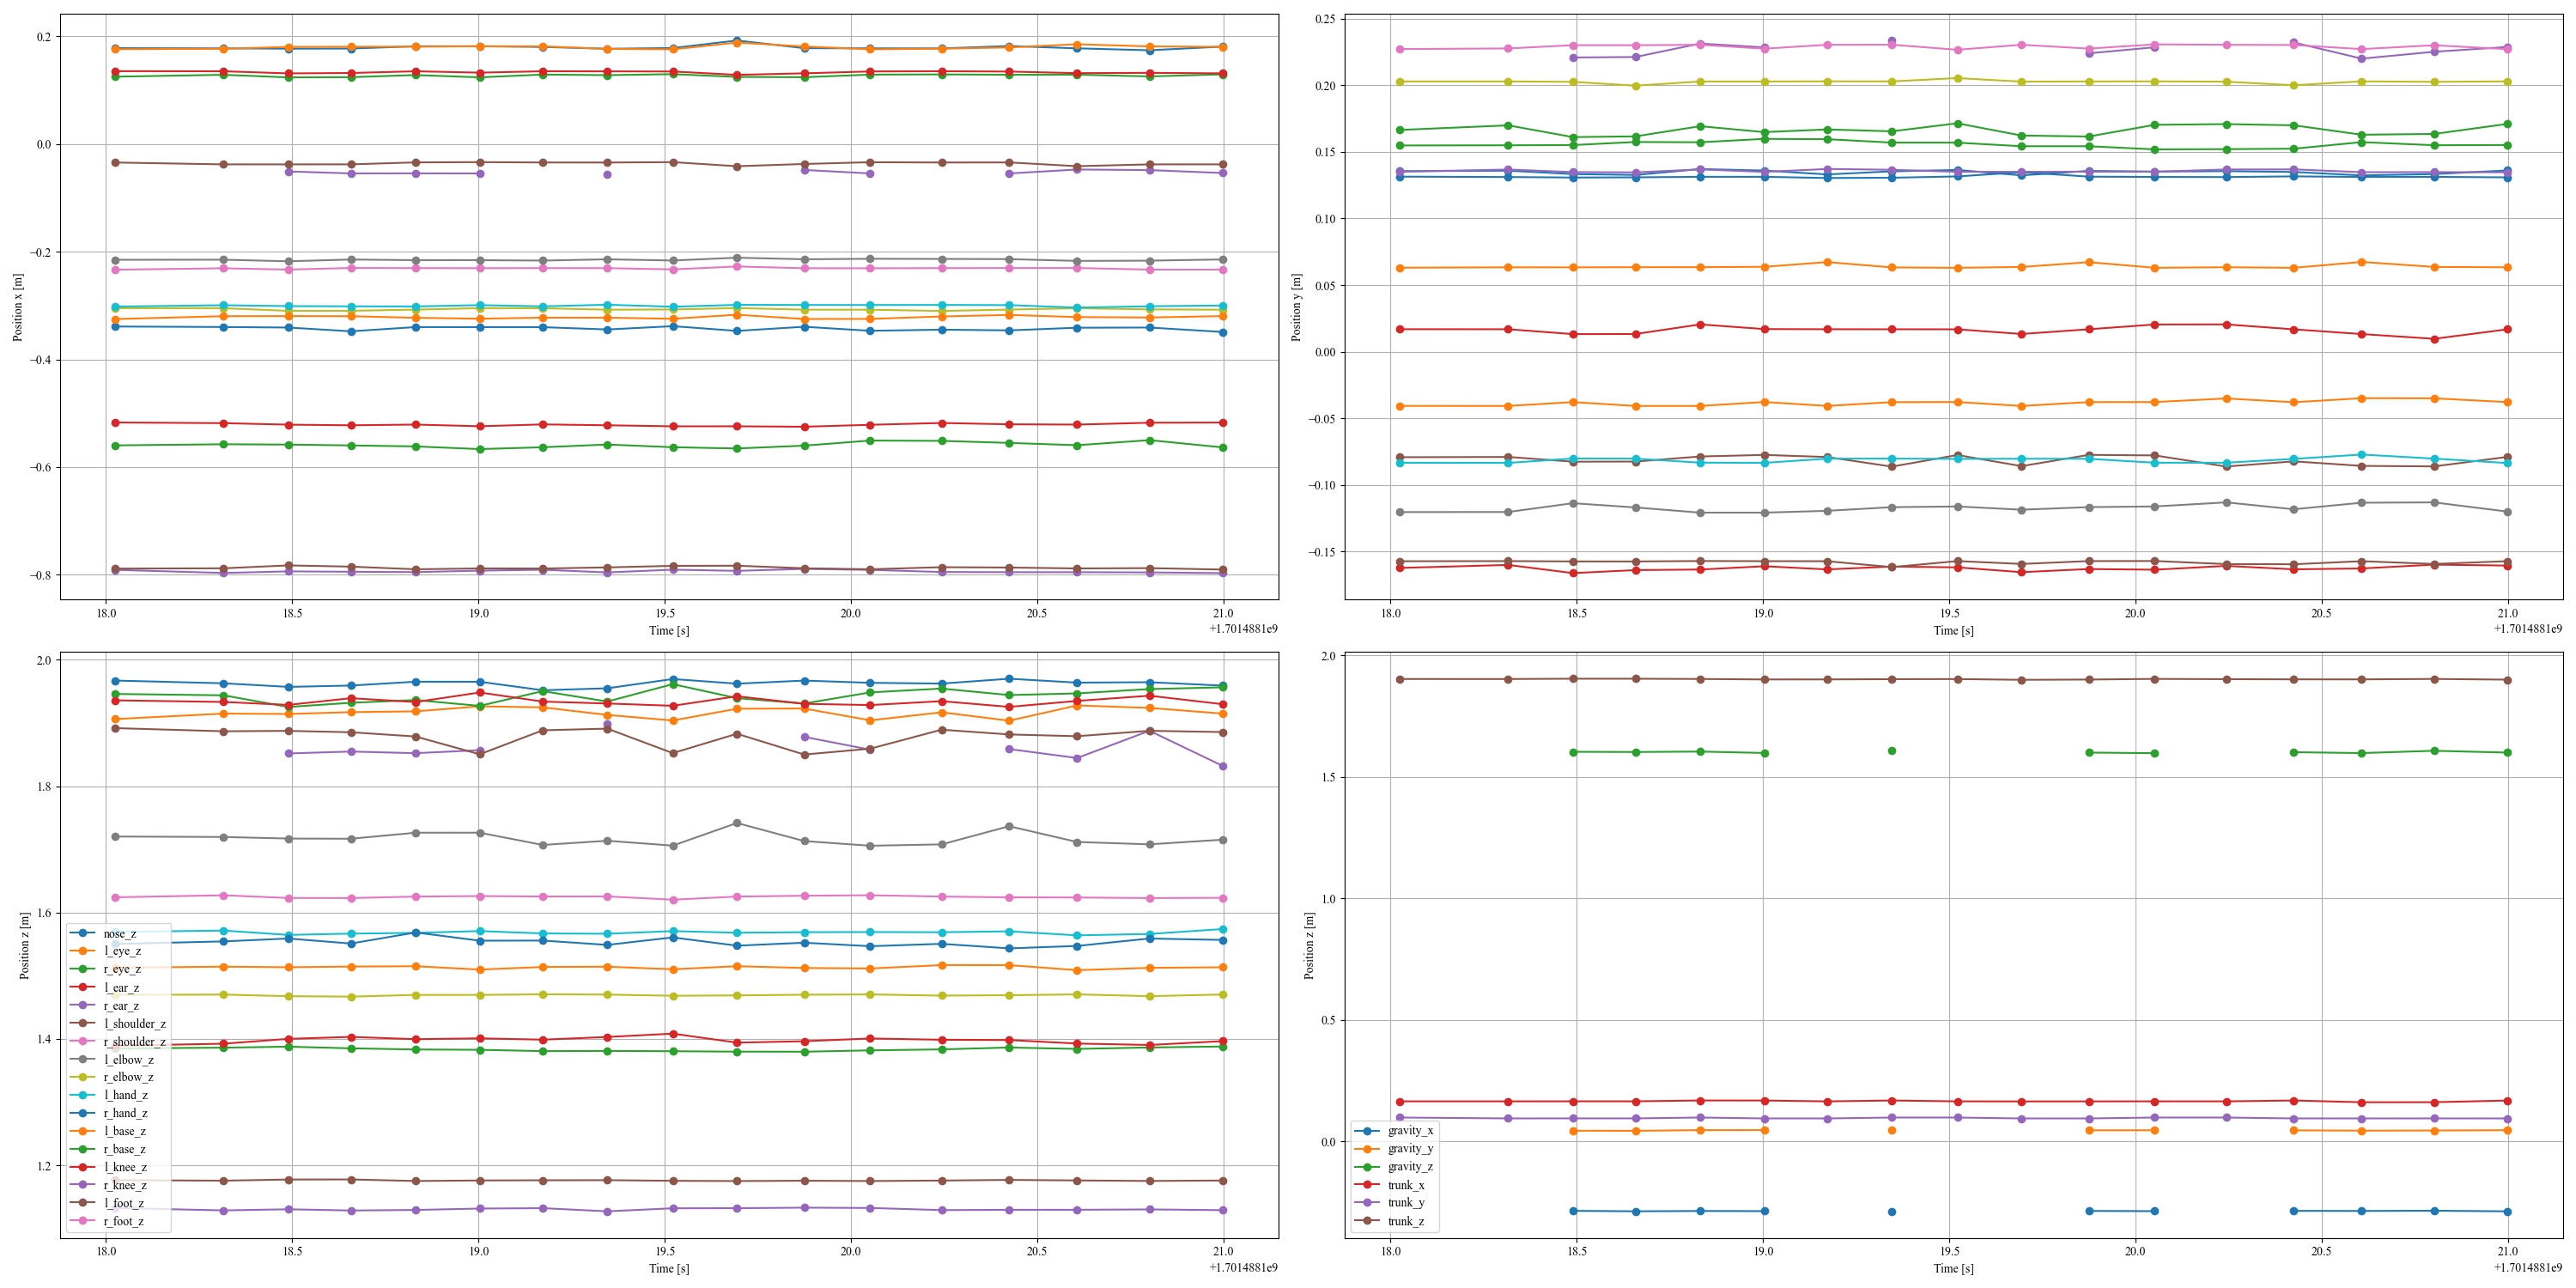 0.2
0.0
−0.2
−0.4
−0.6
−0.8
Position x [m]
18.0 18.5 19.0 19.5 20.0 20.5 21.0
Time [s]
+1.7014881e9
0.25
0.20
0.15
0.10
0.05
0.00
−0.05
−0.10
−0.15
Position y [m]
18.0 18.5 19.0 19.5 20.0 20.5 21.0
Time [s]
+1.7014881e9
2.0
1.8
1.6
1.4
1.2
Position z [m]
nose_z
l_eye_z
r_eye_z
l_ear_z
r_ear_z
l_shoulder_z
r_shoulder_z
l_elbow_z
r_elbow_z
l_hand_z
r_hand_z
l_base_z
r_base_z
l_knee_z
r_knee_z
l_foot_z
r_foot_z
18.0 18.5 19.0 19.5 20.0 20.5 21.0
Time [s]
+1.7014881e9
2.0
1.5
1.0
0.5
0.0
Position z [m]
gravity_x
gravity_y
gravity_z
trunk_x
trunk_y
trunk_z
18.0 18.5 19.0 19.5 20.0 20.5 21.0
Time [s]
+1.7014881e9